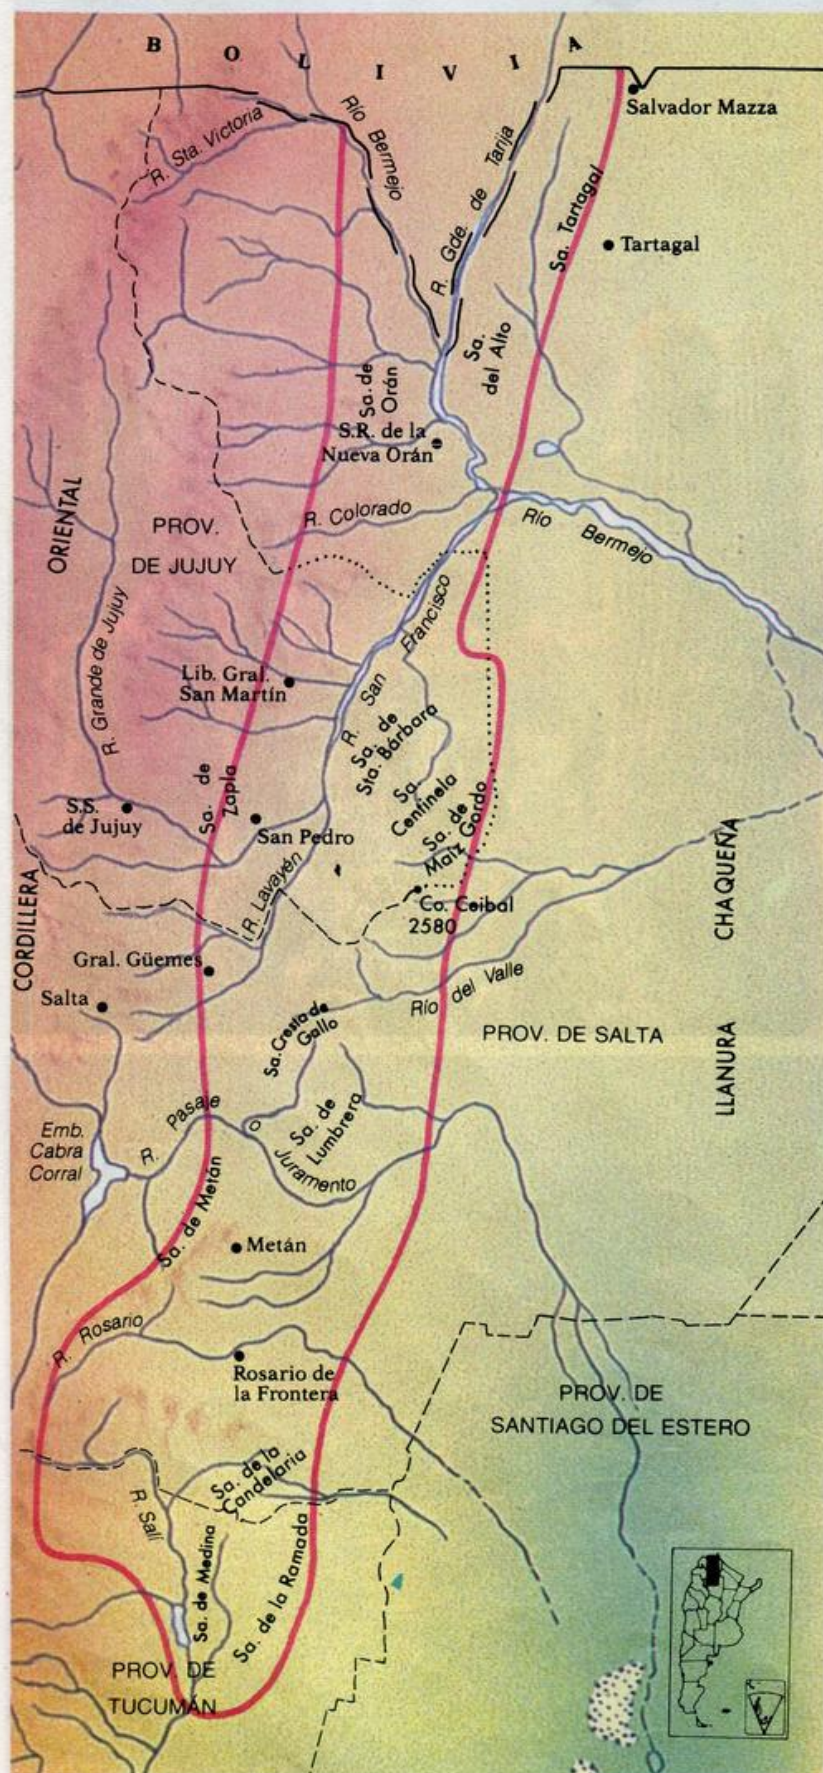 BOLIVIA
Salvador Mazza
Río Bermejo
R. Sta. Victoria
R. Gde. de Tarija
Sa. Tartagal
Tartagal
Sa.
del Alto
Sa. de
Orán
S.R. de la
Nueva Orán
R. Colorado
Río Bermejo
ORIENTAL
PROV.
DE JUJUY
R. Grande de Jujuy
R. San Francisco
Lib. Gral.
San Martín
Sa. de
Sta. Bárbara
Sa. de
Zapla
Sa.
Centinela
Sa. de
Maíz Gordo
S.S.
de Jujuy
San Pedro
R. Lavayén
CORDILLERA
Co. Ceibal
2580
LLANURA CHAQUEÑA
Gral. Güemes
Salta
Río del Valle
Sa. Cresta de
Gallo
PROV. DE SALTA
Emb.
Cabra
Corral
R. Pasaje o Juramento
Sa. de
Lumbrera
Sa. de Metán
Metán
R. Rosario
Rosario de
la Frontera
PROV. DE
SANTIAGO DEL ESTERO
Sa. de la
Candelaria
R. Salí
Sa. de Medina
Sa. de la Ramada
PROV. DE
TUCUMÁN